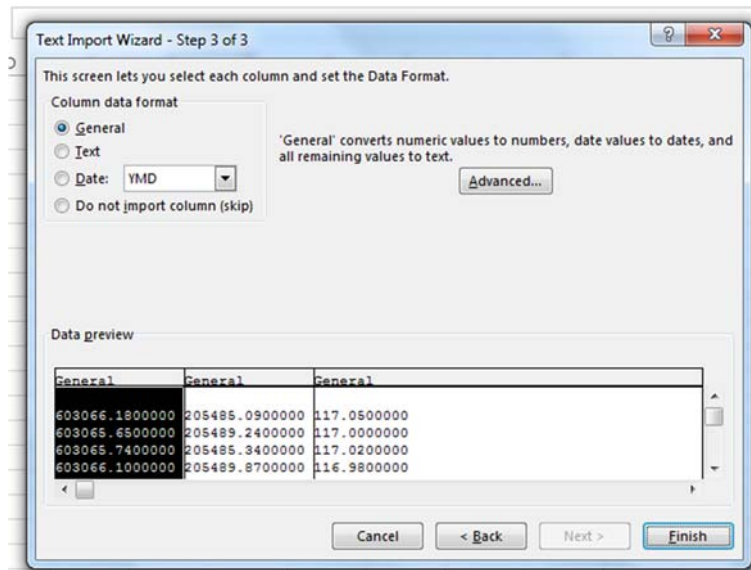 Text Import Wizard - Step 3 of 3
This screen lets you select each column and set the Data Format.
Column data format
General
Text
Date: YMD
Do not import column (skip)
'General' converts numeric values to numbers, date values to dates, and
all remaining values to text.
Advanced...
Data preview
General General General
603066.1800000 205485.0900000 117.0500000
603065.6500000 205489.2400000 117.0000000
603065.7400000 205485.3400000 117.0200000
603066.1000000 205489.8700000 116.9800000
Cancel < Back Next > Finish